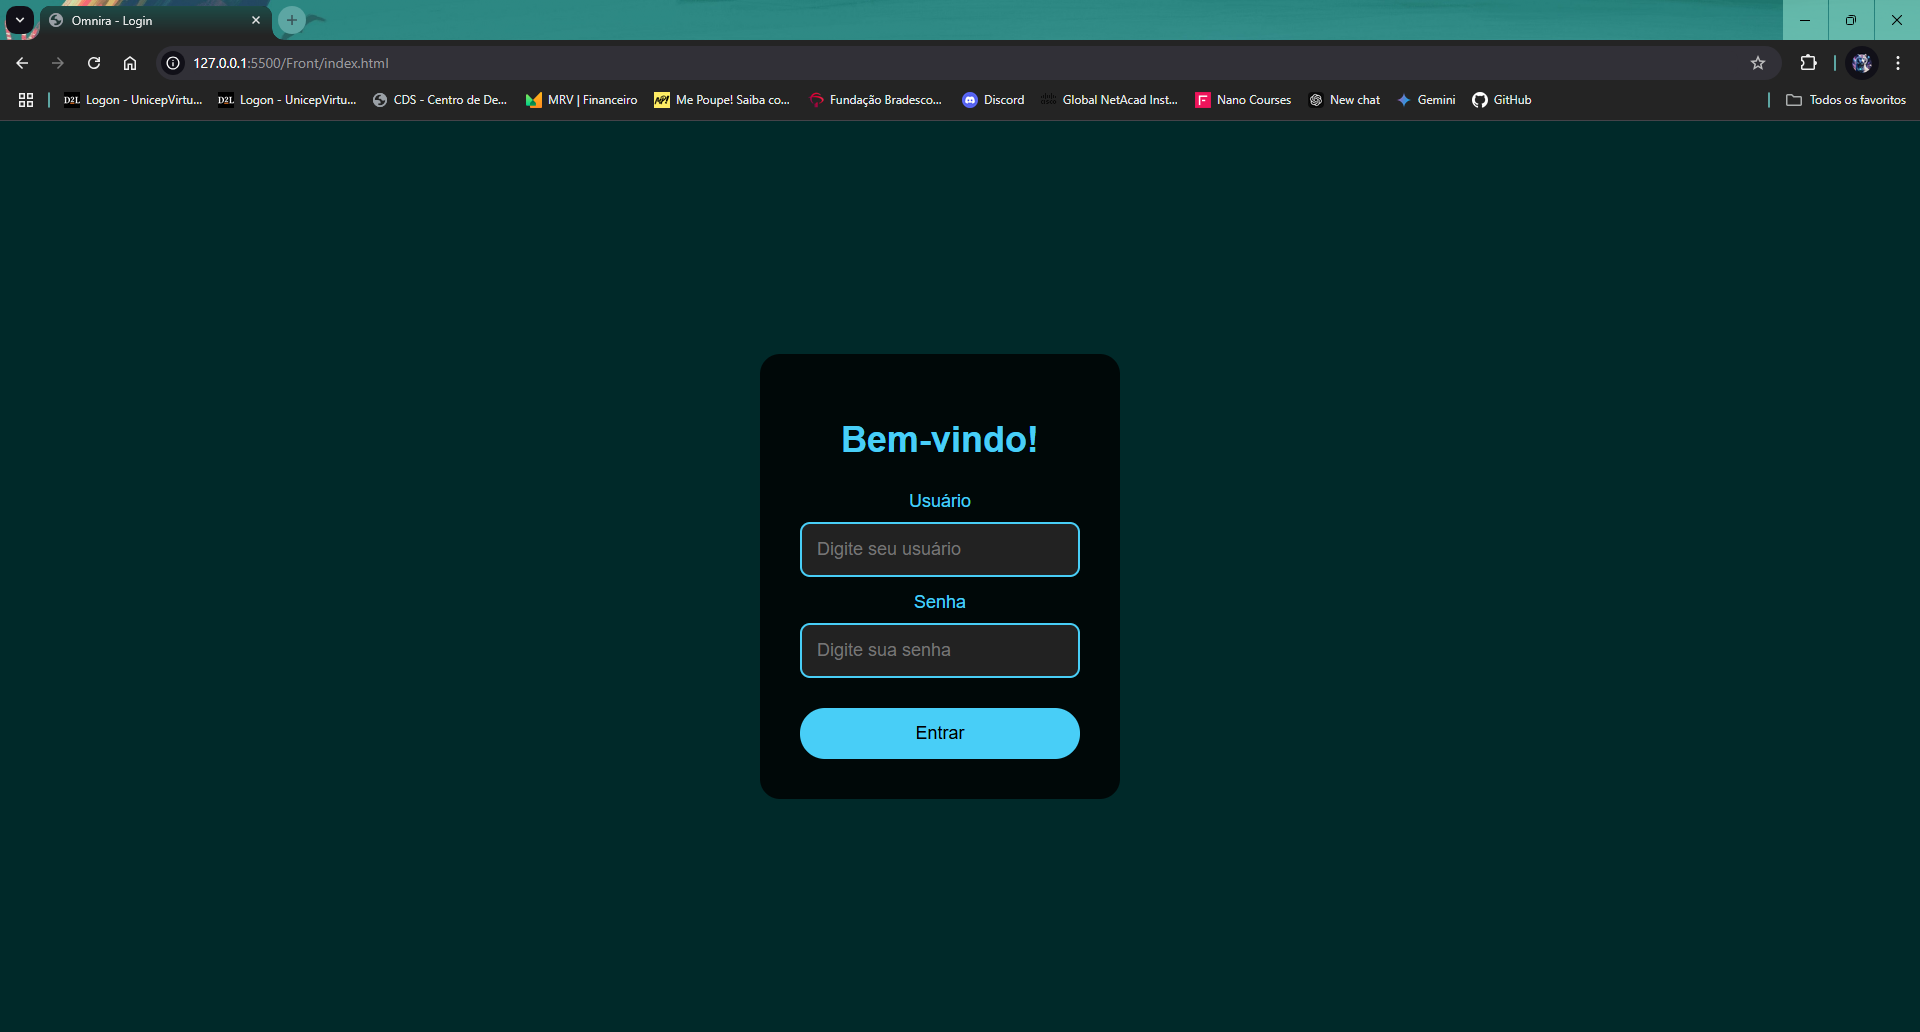 Omnira - Login
127.0.0.1:5500/Front/index.html
Logon - UnicepVirtu... Logon - UnicepVirtu... CDS - Centro de De... MRV | Financeiro Me Poupe! Saiba co... Fundação Bradesco... Discord Global NetAcad Inst... Nano Courses New chat Gemini GitHub Todos os favoritos
Bem-vindo!
Usuário
Digite seu usuário
Senha
Digite sua senha
Entrar